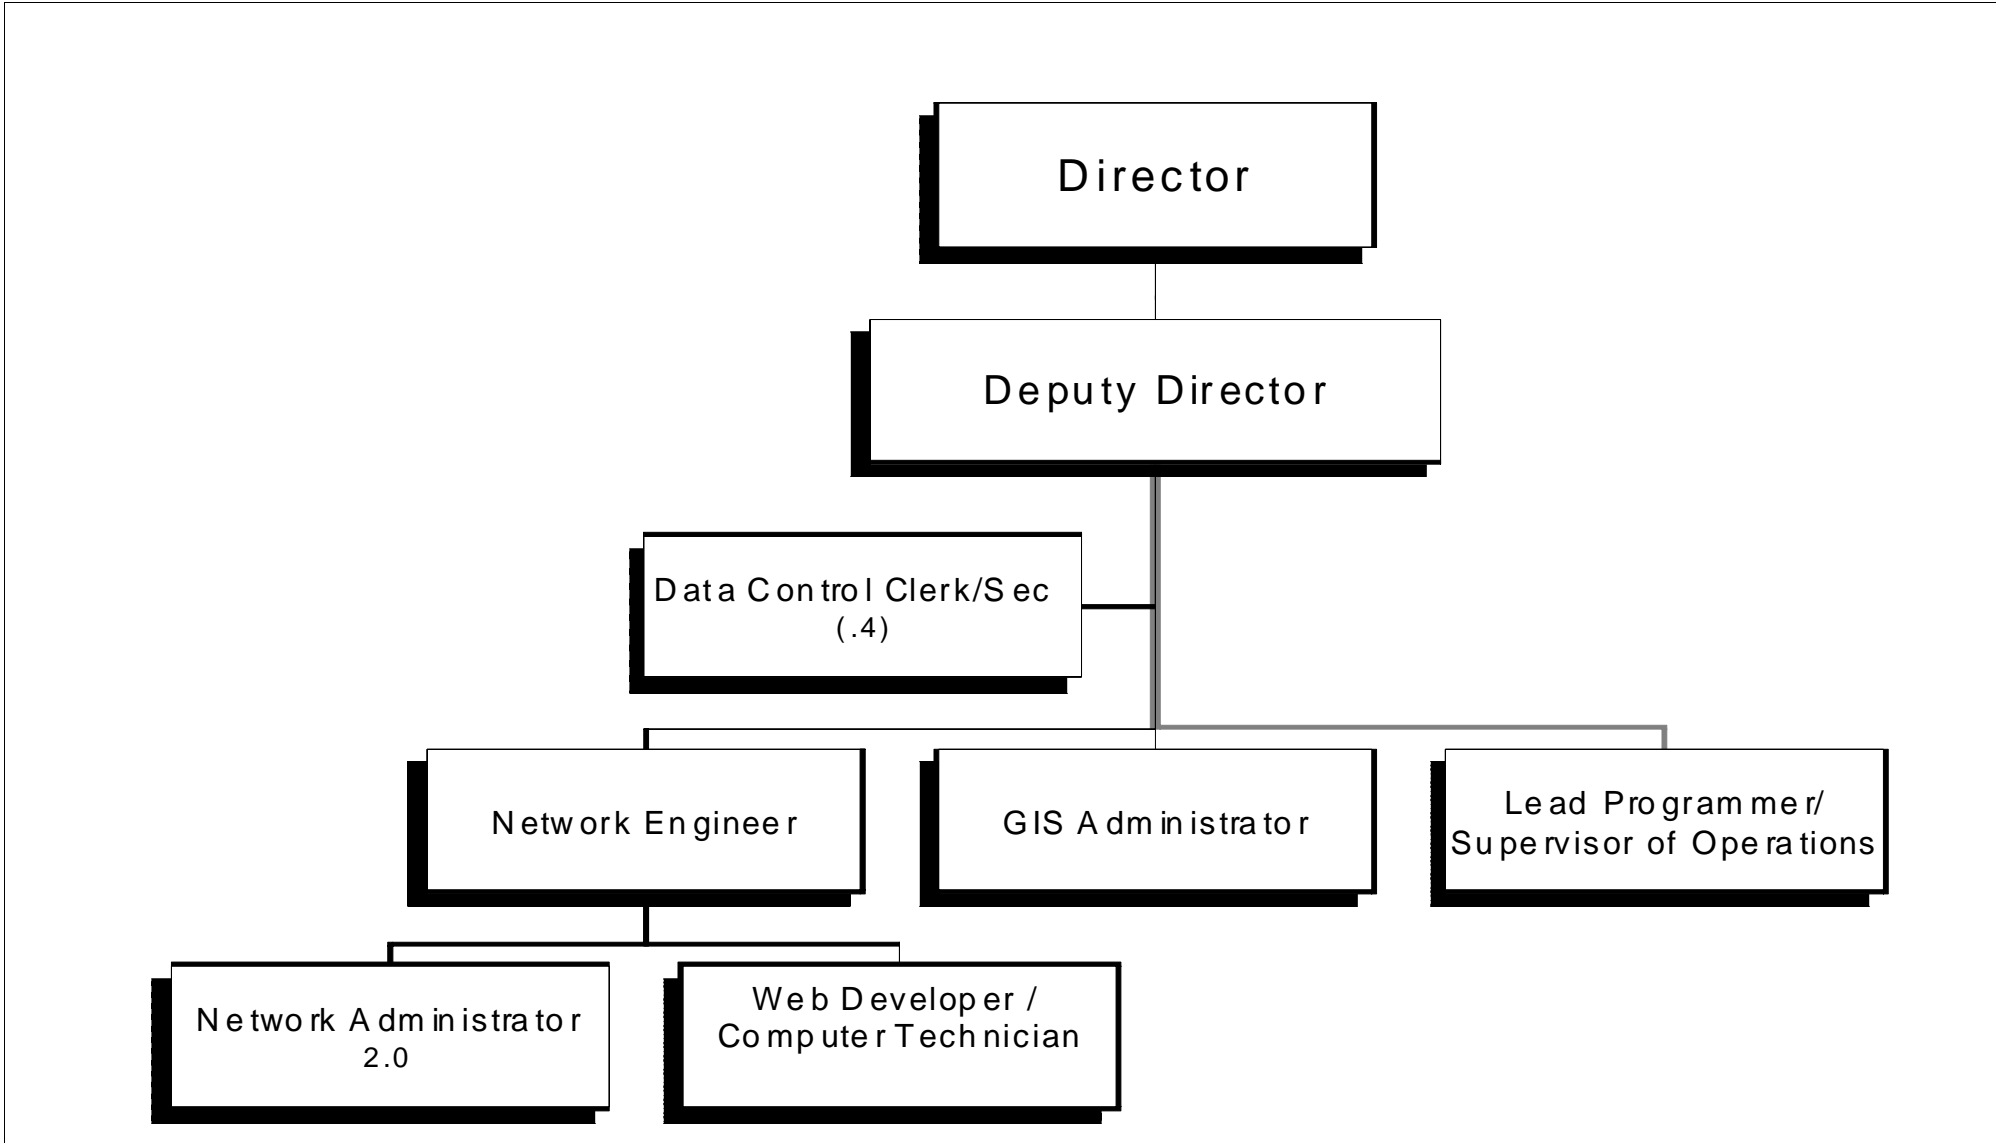 Director
Deputy Director
Data Control Clerk/Sec
(.4)
Network Engineer
GIS Administrator
Lead Programmer/
Supervisor of Operations
Network Administrator
2.0
Web Developer /
Computer Technician